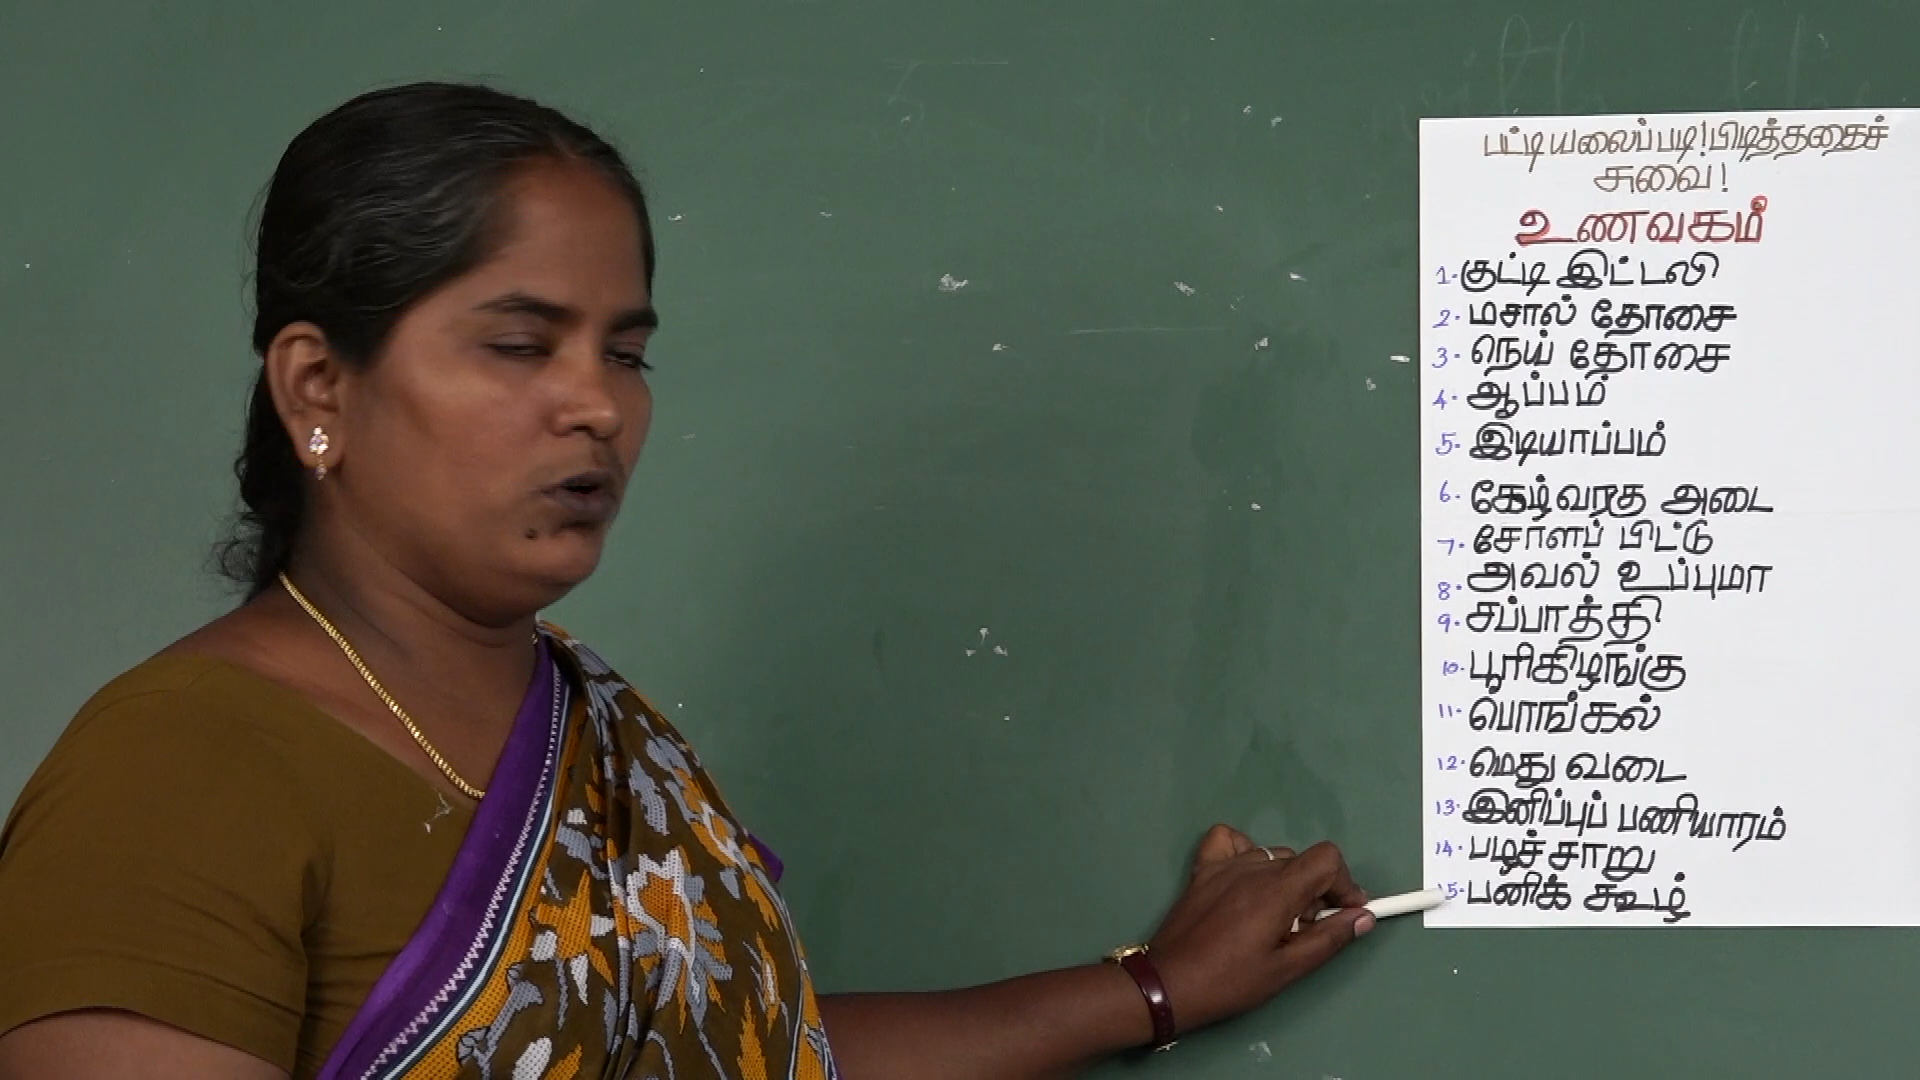 பட்டியலைப்படி! பிடித்ததைச்
சுவை!
உணவகம்
1. குட்டி இட்டலி
2. மசால் தோசை
3. நெய் தோசை
4. ஆப்பம்
5. இடியாப்பம்
6. கேழ்வரகு அடை
7. சோளப் பிட்டு
8. அவல் உப்புமா
9. சப்பாத்தி
10. பூரிகிழங்கு
11. பொங்கல்
12. மெது வடை
13. இனிப்புப் பணியாரம்
14. பழச்சாறு
15. பனிக் கூழ்